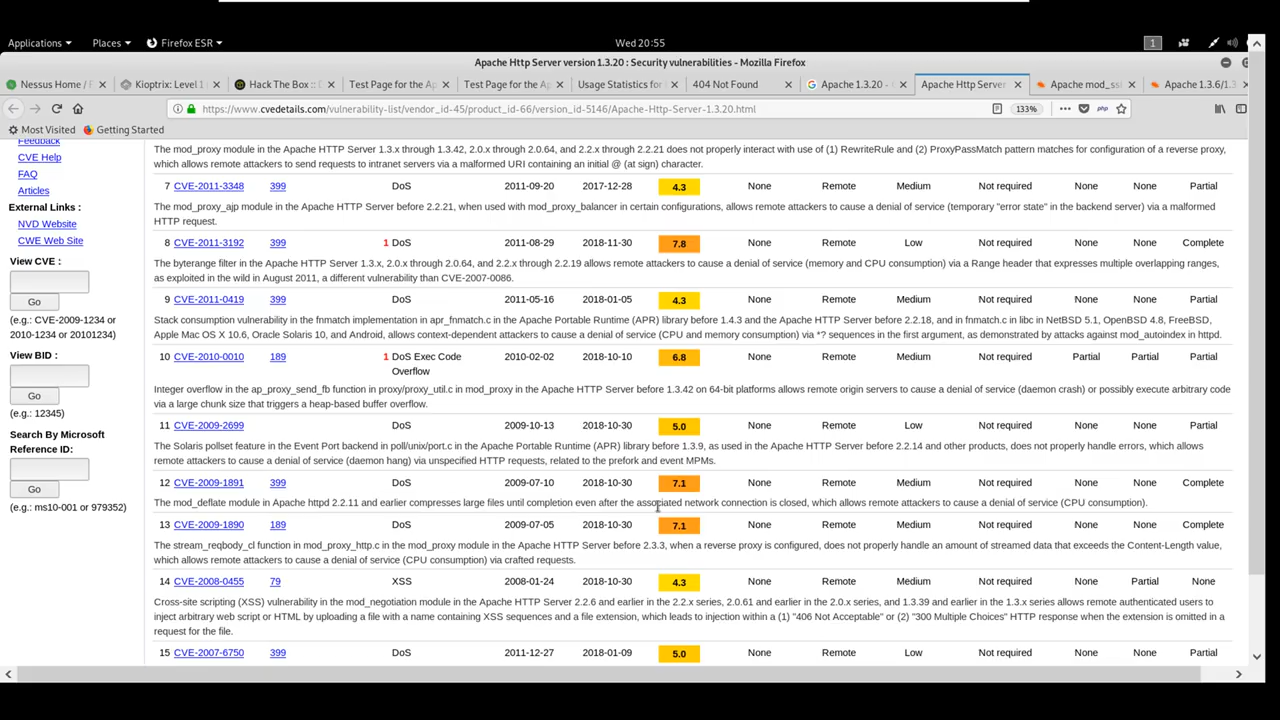 Applications Places Firefox ESR Wed 20:55 1
Apache Http Server version 1.3.20 : Security vulnerabilities - Mozilla Firefox
Nessus Home / F Kioptrix: Level 1 Hack The Box :: Test Page for the Ap Test Page for the Ap Usage Statistics for 404 Not Found Apache 1.3.20 - Apache Http Server Apache mod_ss Apache 1.3.6/1.3
https://www.cvedetails.com/vulnerability-list/vendor_id-45/product_id-66/version_id-5146/Apache-Http-Server-1.3.20.html 133% php
Most Visited Getting Started
Feedback
CVE Help
FAQ
Articles
External Links :
NVD Website
CWE Web Site
View CVE :
Go
(e.g.: CVE-2009-1234 or
2010-1234 or 20101234)
View BID :
Go
(e.g.: 12345)
Search By Microsoft
Reference ID:
Go
(e.g.: ms10-001 or 979352)
The mod_proxy module in the Apache HTTP Server 1.3.x through 1.3.42, 2.0.x through 2.0.64, and 2.2.x through 2.2.21 does not properly interact with use of (1) RewriteRule and (2) ProxyPassMatch pattern matches for configuration of a reverse proxy,
which allows remote attackers to send requests to intranet servers via a malformed URI containing an initial @ (at sign) character.
7 CVE-2011-3348 399 DoS 2011-09-20 2017-12-28 4.3 None Remote Medium Not required None None Partial
The mod_proxy_ajp module in the Apache HTTP Server before 2.2.21, when used with mod_proxy_balancer in certain configurations, allows remote attackers to cause a denial of service (temporary "error state" in the backend server) via a malformed
HTTP request.
8 CVE-2011-3192 399 1 DoS 2011-08-29 2018-11-30 7.8 None Remote Low Not required None None Complete
The byterange filter in the Apache HTTP Server 1.3.x, 2.0.x through 2.0.64, and 2.2.x through 2.2.19 allows remote attackers to cause a denial of service (memory and CPU consumption) via a Range header that expresses multiple overlapping ranges,
as exploited in the wild in August 2011, a different vulnerability than CVE-2007-0086.
9 CVE-2011-0419 399 DoS 2011-05-16 2018-01-05 4.3 None Remote Medium Not required None None Partial
Stack consumption vulnerability in the fnmatch implementation in apr_fnmatch.c in the Apache Portable Runtime (APR) library before 1.4.3 and the Apache HTTP Server before 2.2.18, and in fnmatch.c in libc in NetBSD 5.1, OpenBSD 4.8, FreeBSD,
Apple Mac OS X 10.6, Oracle Solaris 10, and Android, allows context-dependent attackers to cause a denial of service (CPU and memory consumption) via *? sequences in the first argument, as demonstrated by attacks against mod_autoindex in httpd.
10 CVE-2010-0010 189 1 DoS Exec Code 2010-02-02 2018-10-10 6.8 None Remote Medium Not required Partial Partial Partial
Overflow
Integer overflow in the ap_proxy_send_fb function in proxy/proxy_util.c in mod_proxy in the Apache HTTP Server before 1.3.42 on 64-bit platforms allows remote origin servers to cause a denial of service (daemon crash) or possibly execute arbitrary code
via a large chunk size that triggers a heap-based buffer overflow.
11 CVE-2009-2699 DoS 2009-10-13 2018-10-30 5.0 None Remote Low Not required None None Partial
The Solaris pollset feature in the Event Port backend in poll/unix/port.c in the Apache Portable Runtime (APR) library before 1.3.9, as used in the Apache HTTP Server before 2.2.14 and other products, does not properly handle errors, which allows
remote attackers to cause a denial of service (daemon hang) via unspecified HTTP requests, related to the prefork and event MPMs.
12 CVE-2009-1891 399 DoS 2009-07-10 2018-10-30 7.1 None Remote Medium Not required None None Complete
The mod_deflate module in Apache httpd 2.2.11 and earlier compresses large files until completion even after the associated network connection is closed, which allows remote attackers to cause a denial of service (CPU consumption).
13 CVE-2009-1890 189 DoS 2009-07-05 2018-10-30 7.1 None Remote Medium Not required None None Complete
The stream_reqbody_cl function in mod_proxy_http.c in the mod_proxy module in the Apache HTTP Server before 2.3.3, when a reverse proxy is configured, does not properly handle an amount of streamed data that exceeds the Content-Length value,
which allows remote attackers to cause a denial of service (CPU consumption) via crafted requests.
14 CVE-2008-0455 79 XSS 2008-01-24 2018-10-30 4.3 None Remote Medium Not required None Partial None
Cross-site scripting (XSS) vulnerability in the mod_negotiation module in the Apache HTTP Server 2.2.6 and earlier in the 2.2.x series, 2.0.61 and earlier in the 2.0.x series, and 1.3.39 and earlier in the 1.3.x series allows remote authenticated users to
inject arbitrary web script or HTML by uploading a file with a name containing XSS sequences and a file extension, which leads to injection within a (1) "406 Not Acceptable" or (2) "300 Multiple Choices" HTTP response when the extension is omitted in a
request for the file.
15 CVE-2007-6750 399 DoS 2011-12-27 2018-01-09 5.0 None Remote Low Not required None None Partial